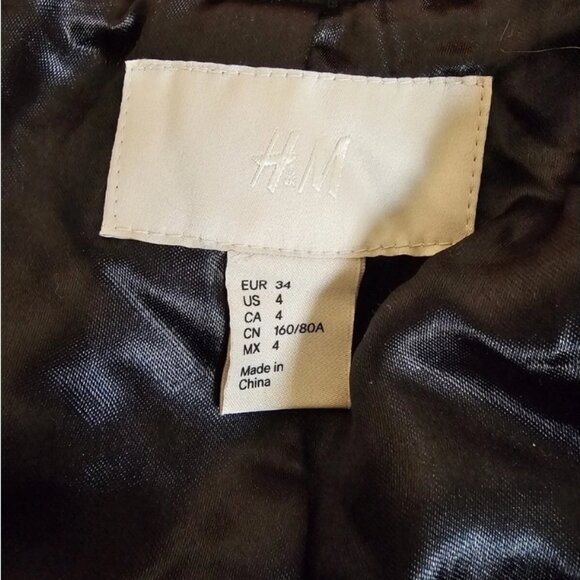 H&M
EUR 34
US 4
CA 4
CN 160/80A
MX 4
Made in
China